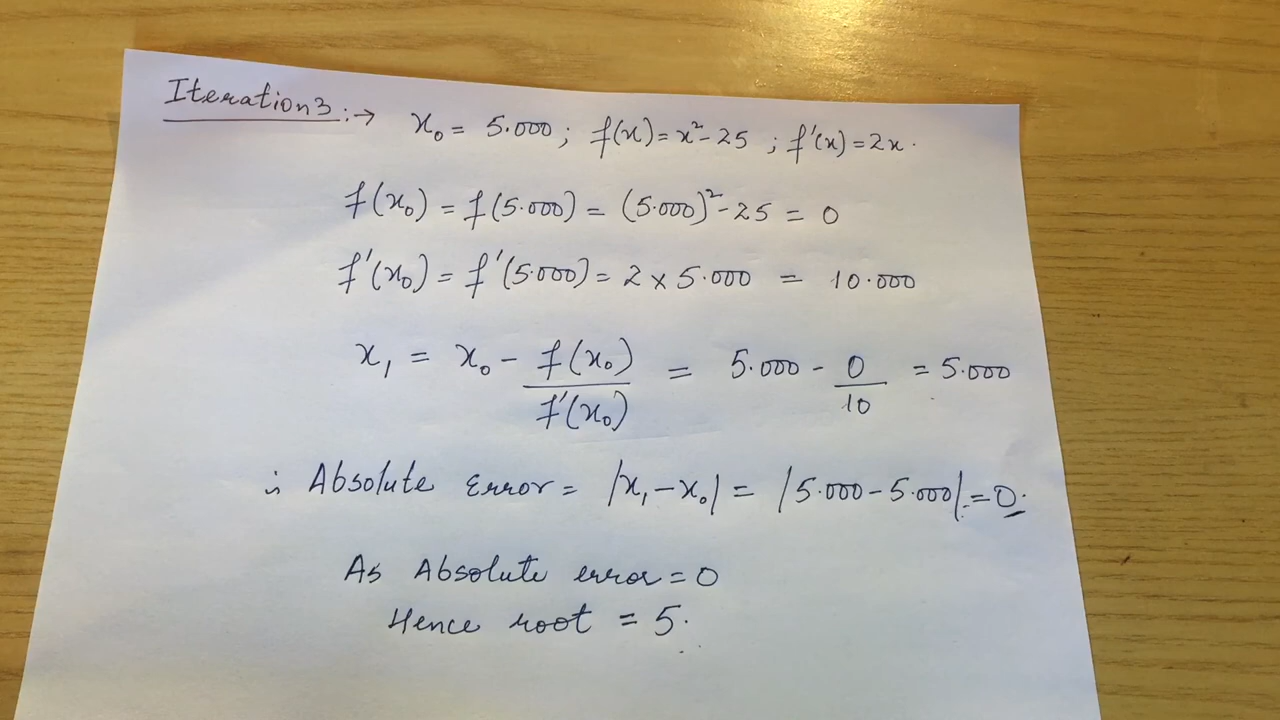 Iteration 3:→ x₀ = 5.000 ; f(x) = x² - 25 ; f'(x) = 2x.
f(x₀) = f(5.000) = (5.000)² - 25 = 0
f'(x₀) = f'(5.000) = 2 × 5.000 = 10.000
x₁ = x₀ - f(x₀)/f'(x₀) = 5.000 - 0/10 = 5.000
∴ Absolute Error = |x₁ - x₀| = |5.000 - 5.000| = 0.
As Absolute error = 0
Hence root = 5.